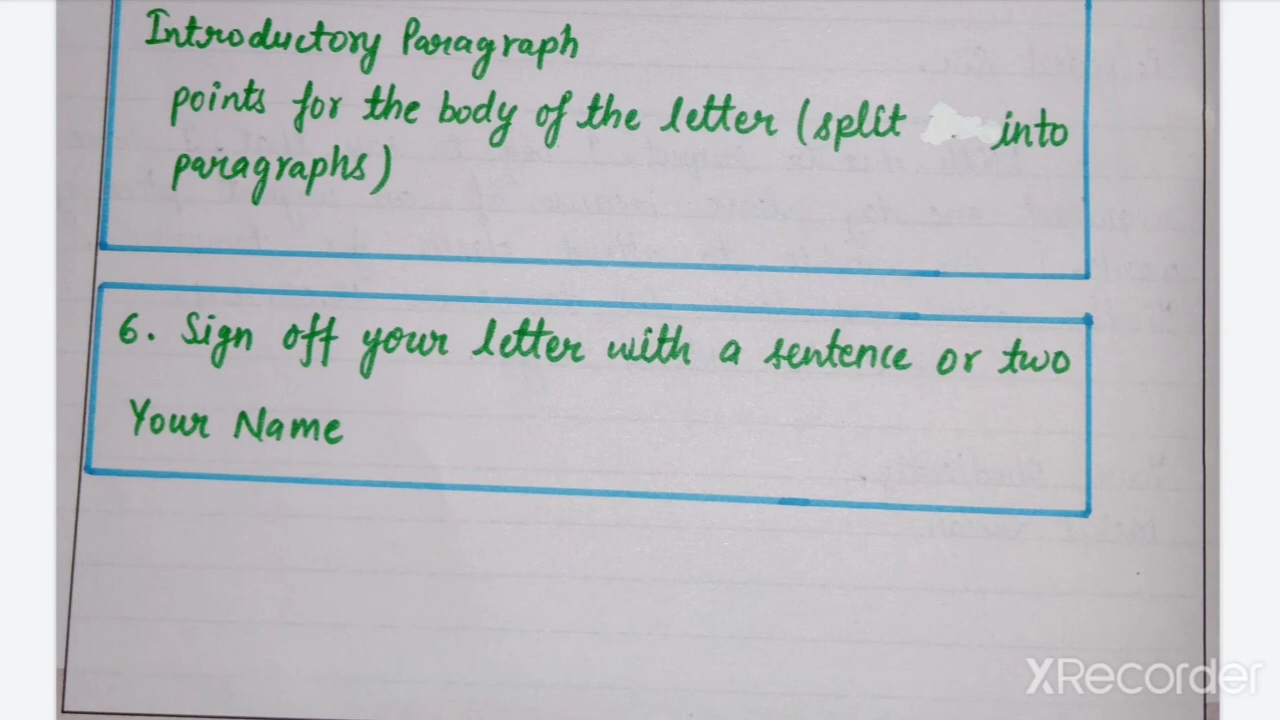 Introductory Paragraph
points for the body of the letter (split into
paragraphs)
6. Sign off your letter with a sentence or two
Your Name
XRecorder